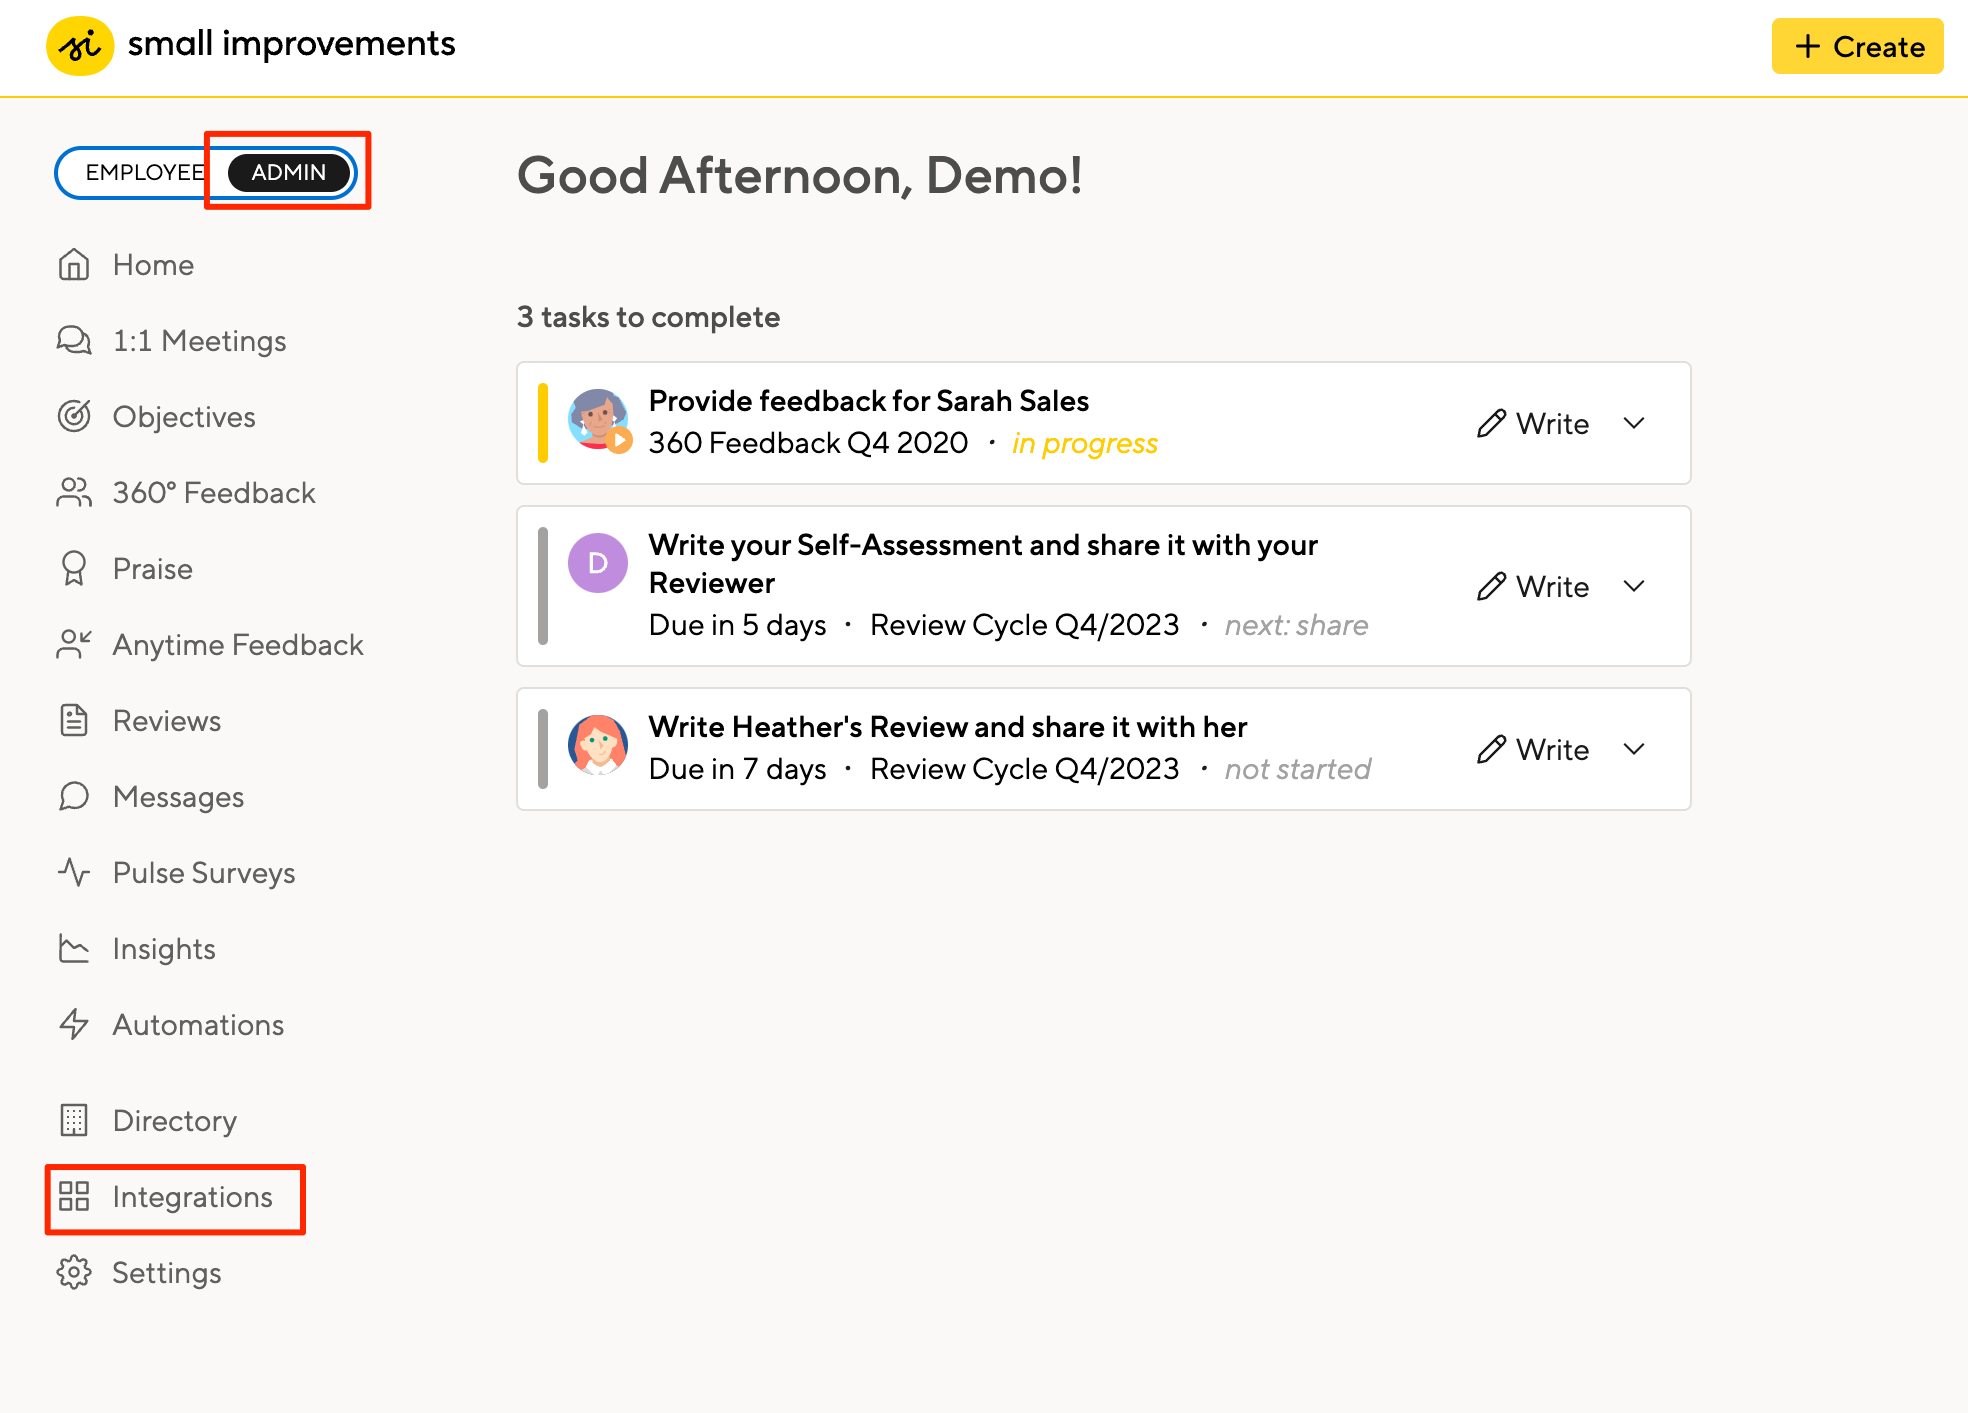 si small improvements
+ Create
EMPLOYEE ADMIN
Good Afternoon, Demo!
Home
1:1 Meetings
Objectives
360° Feedback
Praise
Anytime Feedback
Reviews
Messages
Pulse Surveys
Insights
Automations
Directory
Integrations
Settings
3 tasks to complete
Provide feedback for Sarah Sales
360 Feedback Q4 2020 · in progress
Write
D
Write your Self-Assessment and share it with your
Reviewer
Due in 5 days · Review Cycle Q4/2023 · next: share
Write
Write Heather's Review and share it with her
Due in 7 days · Review Cycle Q4/2023 · not started
Write